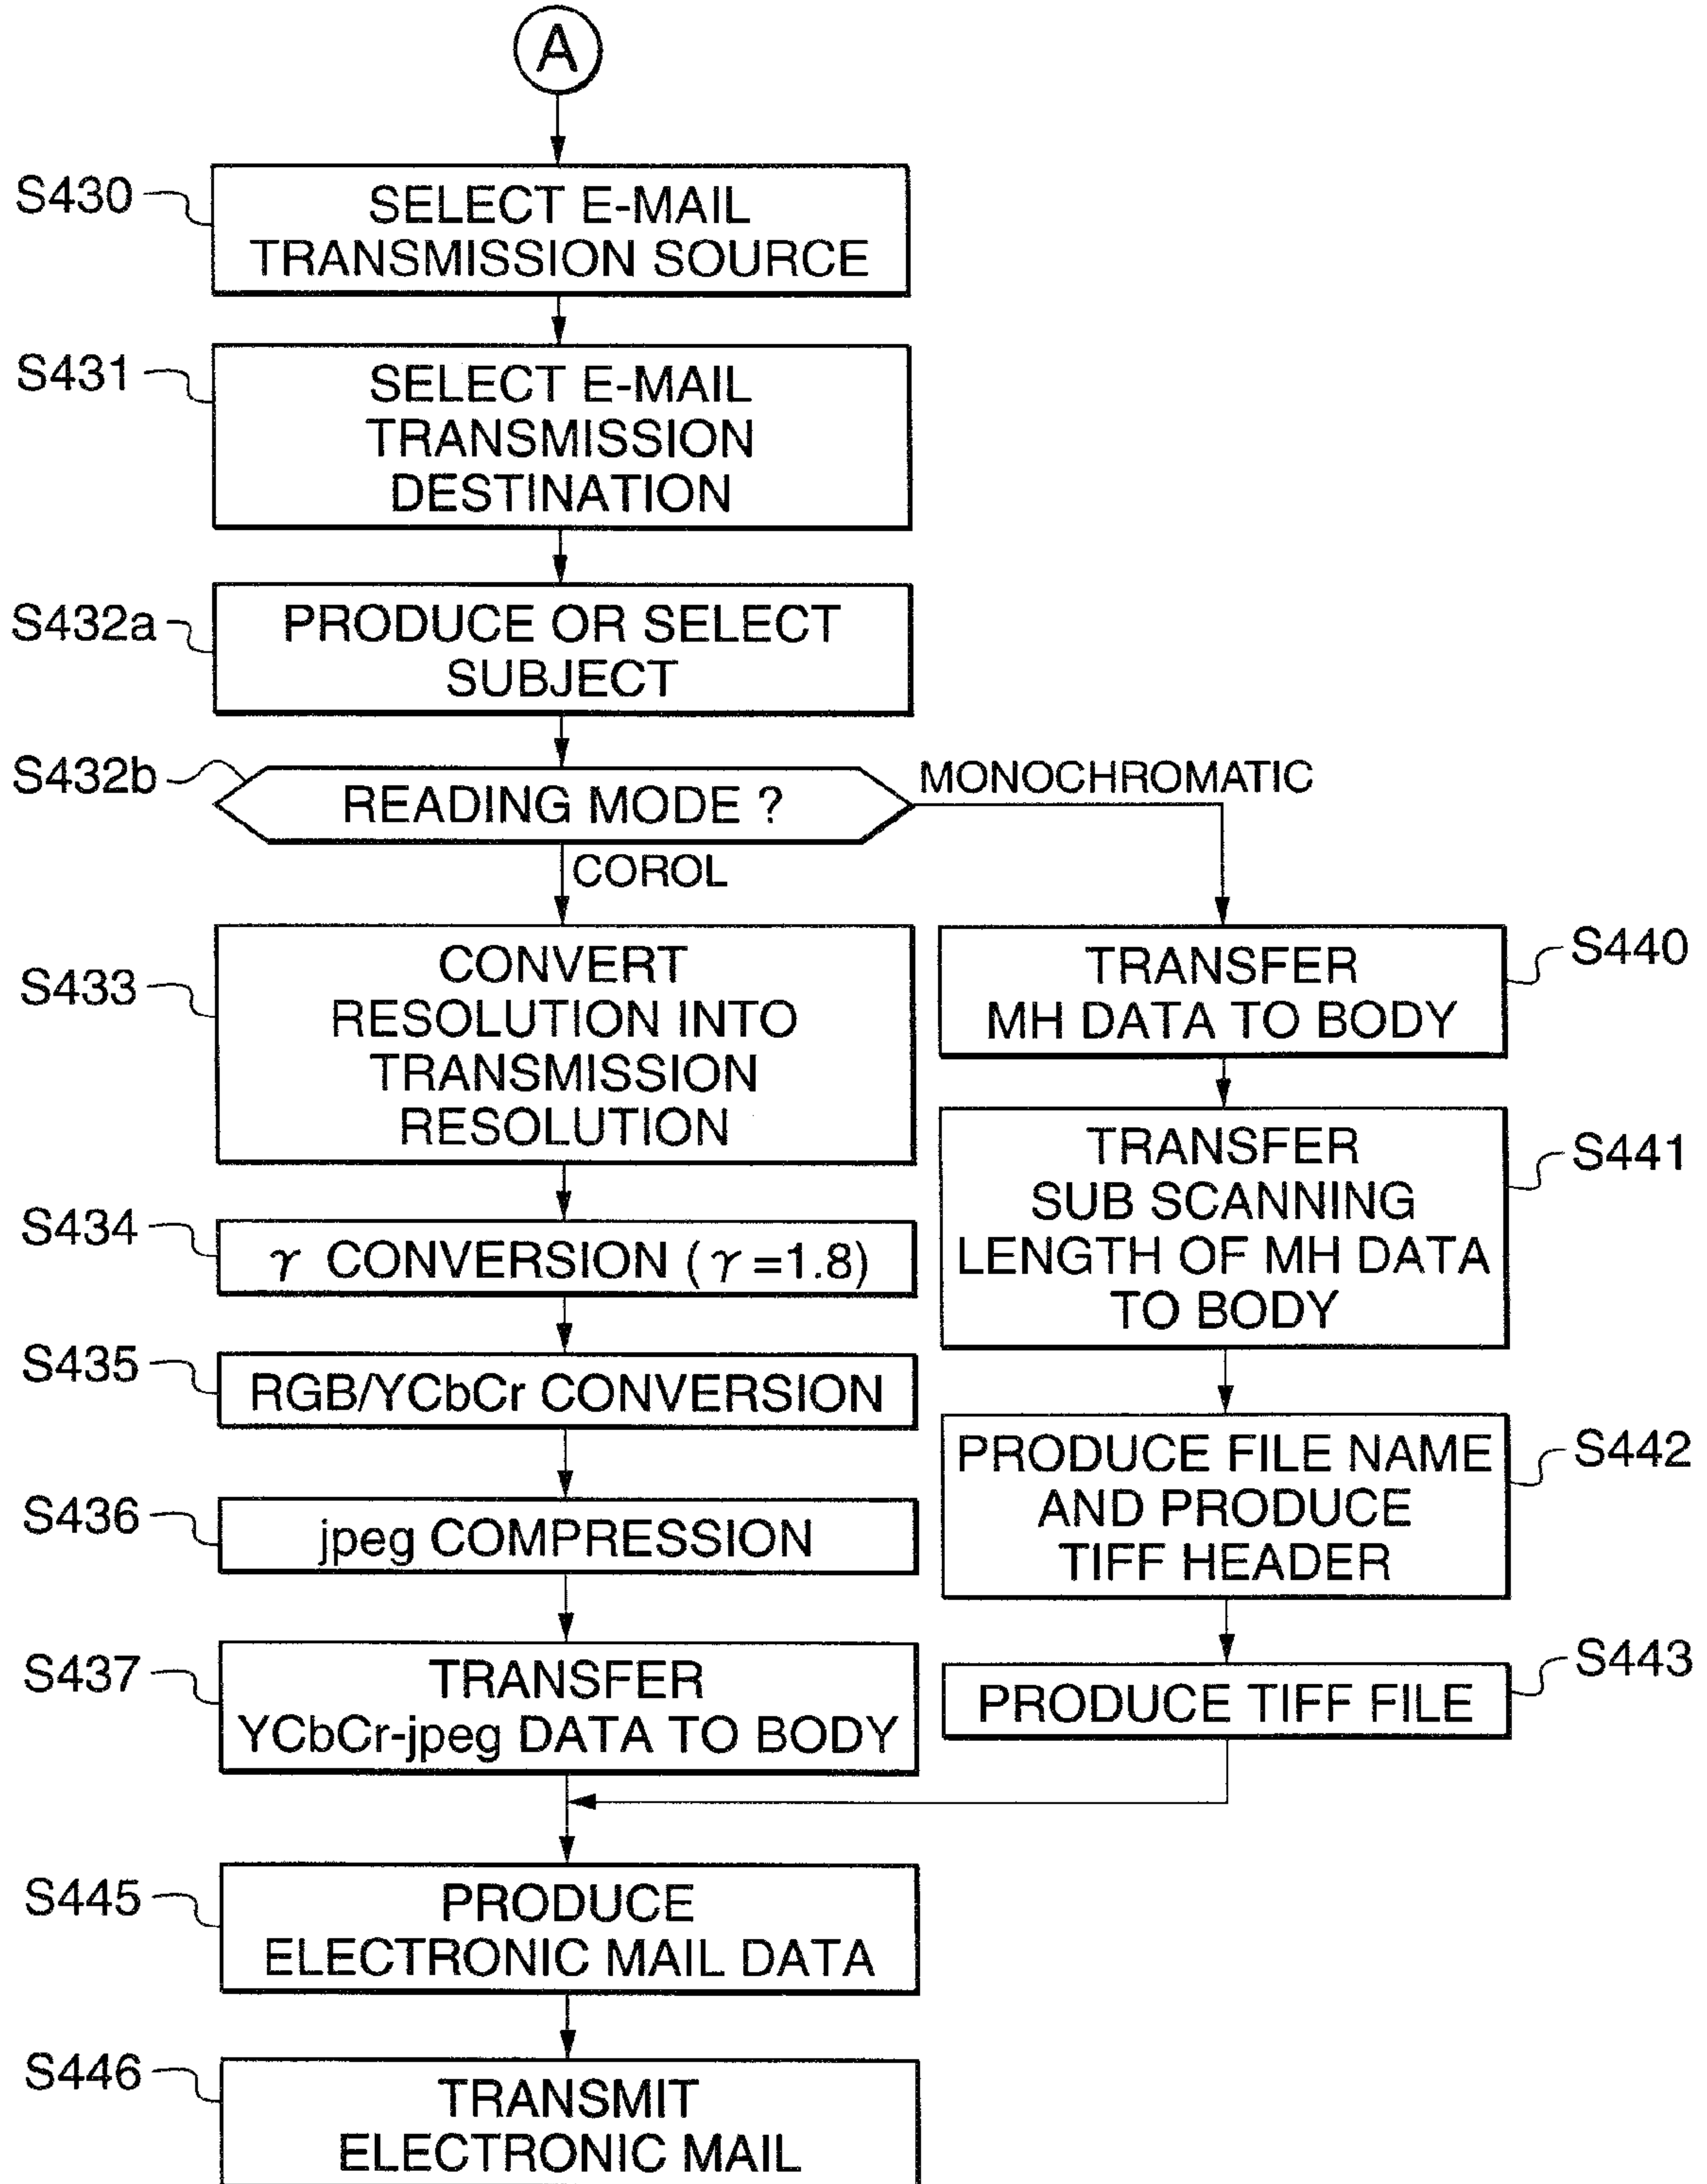 A
S430
SELECT E-MAIL
TRANSMISSION SOURCE
S431
SELECT E-MAIL
TRANSMISSION
DESTINATION
S432a
PRODUCE OR SELECT
SUBJECT
S432b
READING MODE ?
MONOCHROMATIC
COROL
S433
CONVERT
RESOLUTION INTO
TRANSMISSION
RESOLUTION
S434
γ CONVERSION ( γ =1.8)
S435
RGB/YCbCr CONVERSION
S436
jpeg COMPRESSION
S437
TRANSFER
YCbCr-jpeg DATA TO BODY
S440
TRANSFER
MH DATA TO BODY
S441
TRANSFER
SUB SCANNING
LENGTH OF MH DATA
TO BODY
S442
PRODUCE FILE NAME
AND PRODUCE
TIFF HEADER
S443
PRODUCE TIFF FILE
S445
PRODUCE
ELECTRONIC MAIL DATA
S446
TRANSMIT
ELECTRONIC MAIL